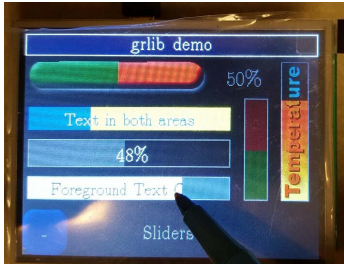 grlib demo
50%
Text in both areas
48%
Foreground Text
Temperature
-
Sliders